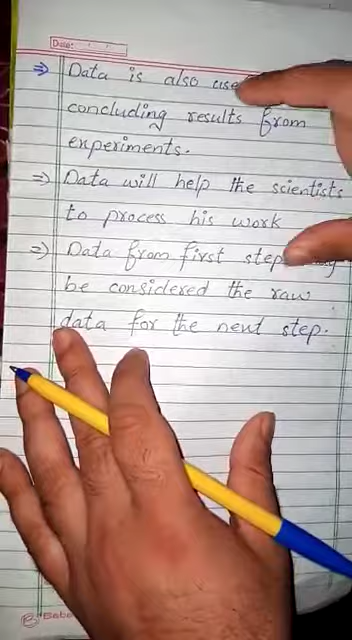 Date:
⇒ Data is also use
concluding results from
experiments.
⇒ Data will help the scientists
to process his work
⇒ Data from first step
be considered the raw
data for the next step.